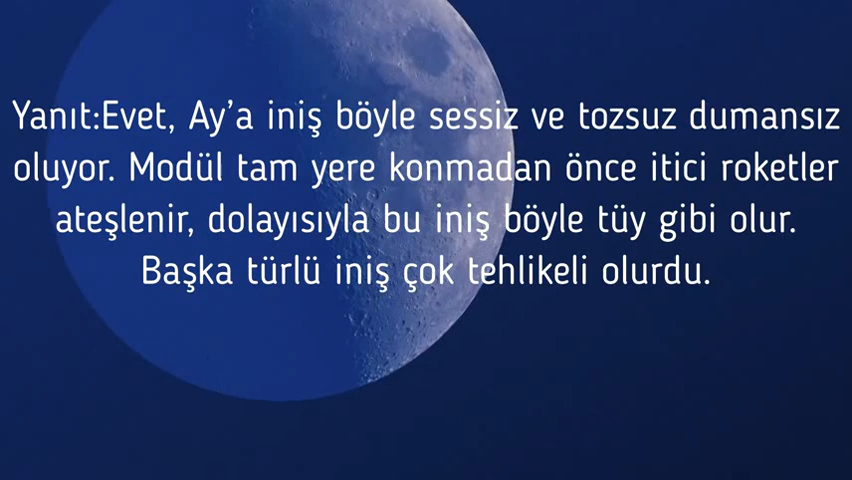 Yanıt:Evet, Ay’a iniş böyle sessiz ve tozsuz dumansız
oluyor. Modül tam yere konmadan önce itici roketler
ateşlenir, dolayısıyla bu iniş böyle tüy gibi olur.
Başka türlü iniş çok tehlikeli olurdu.